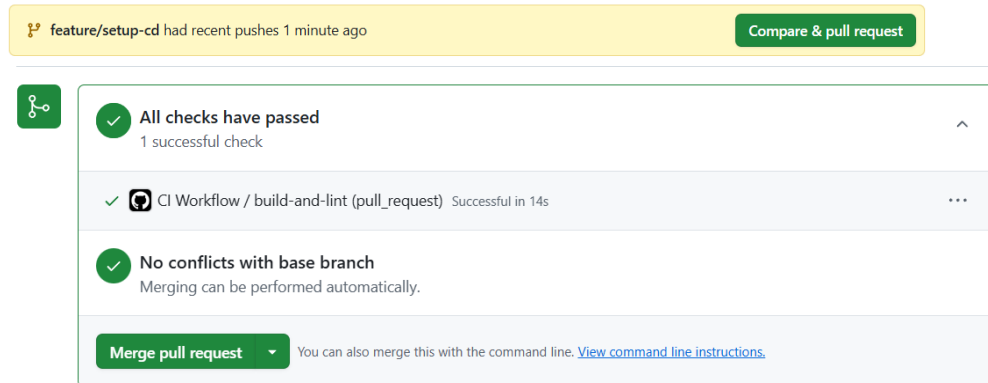 feature/setup-cd had recent pushes 1 minute ago
Compare & pull request
All checks have passed
1 successful check
CI Workflow / build-and-lint (pull_request) Successful in 14s
No conflicts with base branch
Merging can be performed automatically.
Merge pull request
You can also merge this with the command line. View command line instructions.